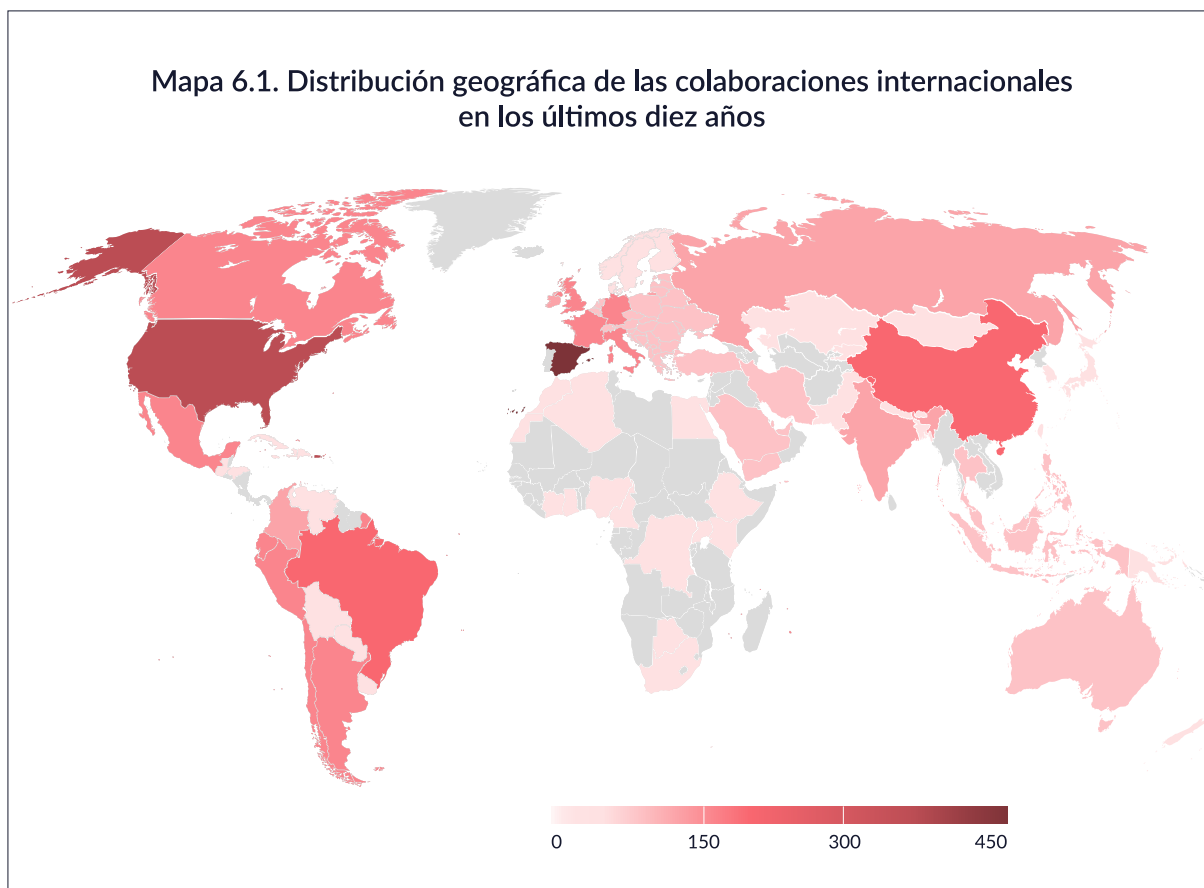 Mapa 6.1. Distribución geográfica de las colaboraciones internacionales
en los últimos diez años
0 150 300 450